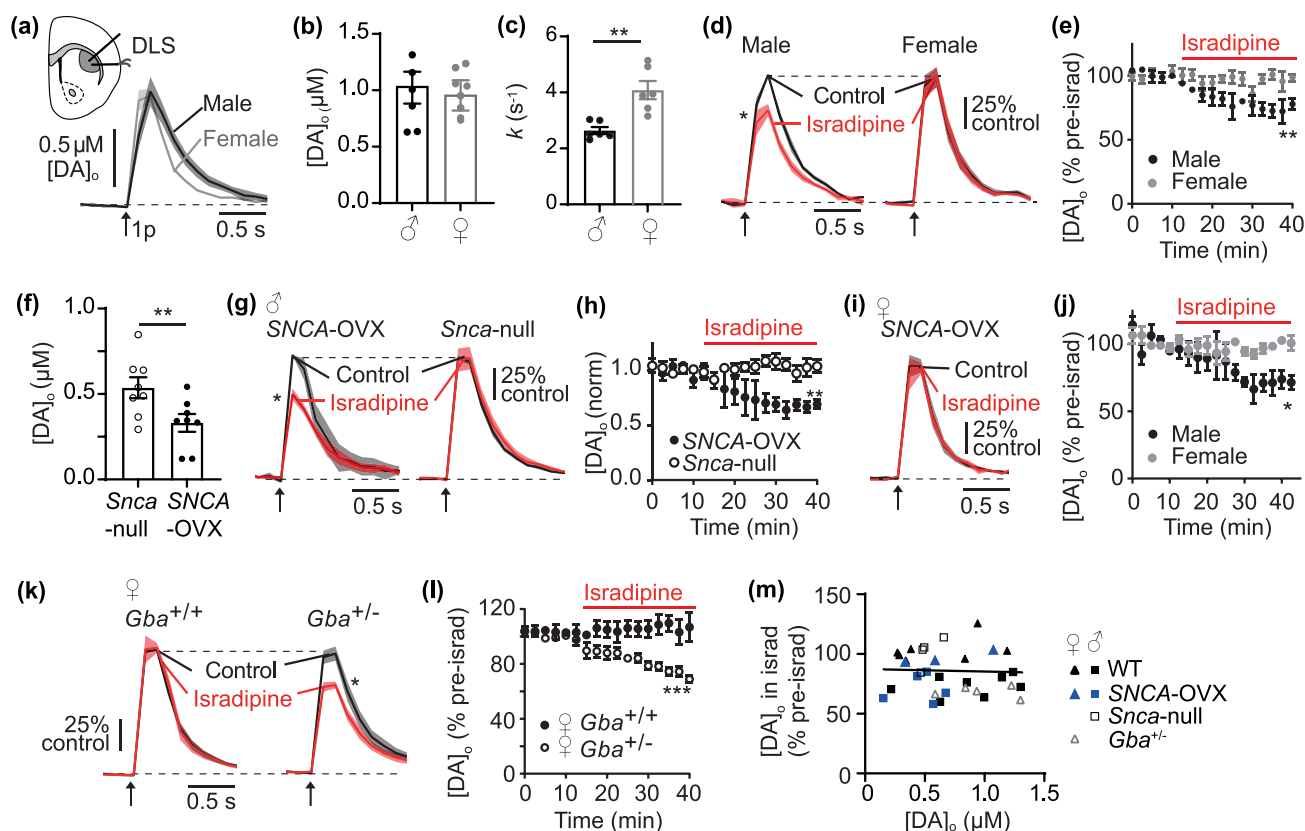 (a)
DLS
Male
Female
0.5 µM
[DA]ₒ
1p
0.5 s
(b)
[DA]ₒ (µM)
1.5
1.0
0.5
0.0
♂ ♀
(c)
k (s⁻¹)
6
4
2
0
**
♂ ♀
(d)
Male Female
Control
Isradipine
*
25%
control
0.5 s
(e)
Isradipine
[DA]ₒ (% pre-israd)
100
50
0
Male
Female
**
0 10 20 30 40
Time (min)
(f)
[DA]ₒ (µM)
1.0
0.5
0.0
**
Snca
-null
SNCA
-OVX
(g)
♂
SNCA-OVX Snca-null
Control
Isradipine
*
25%
control
0.5 s
(h)
Isradipine
[DA]ₒ (norm)
1.0
0.5
0.0
**
SNCA-OVX
Snca-null
0 10 20 30 40
Time (min)
(i)
♀
SNCA-OVX
Control
Isradipine
25%
control
0.5 s
(j)
Isradipine
[DA]ₒ (% pre-israd)
100
50
0
Male
Female
*
0 10 20 30 40
Time (min)
(k)
♀
Gba+/+ Gba+/-
Control
Isradipine
*
25%
control
0.5 s
(l)
Isradipine
[DA]ₒ (% pre-israd)
120
80
40
0
***
♀ Gba+/+
♀ Gba+/-
0 10 20 30 40
Time (min)
(m)
[DA]ₒ in israd
(% pre-israd)
150
100
50
0
0 0.5 1.0 1.5
[DA]ₒ (µM)
♀ ♂
WT
SNCA-OVX
Snca-null
Gba+/-